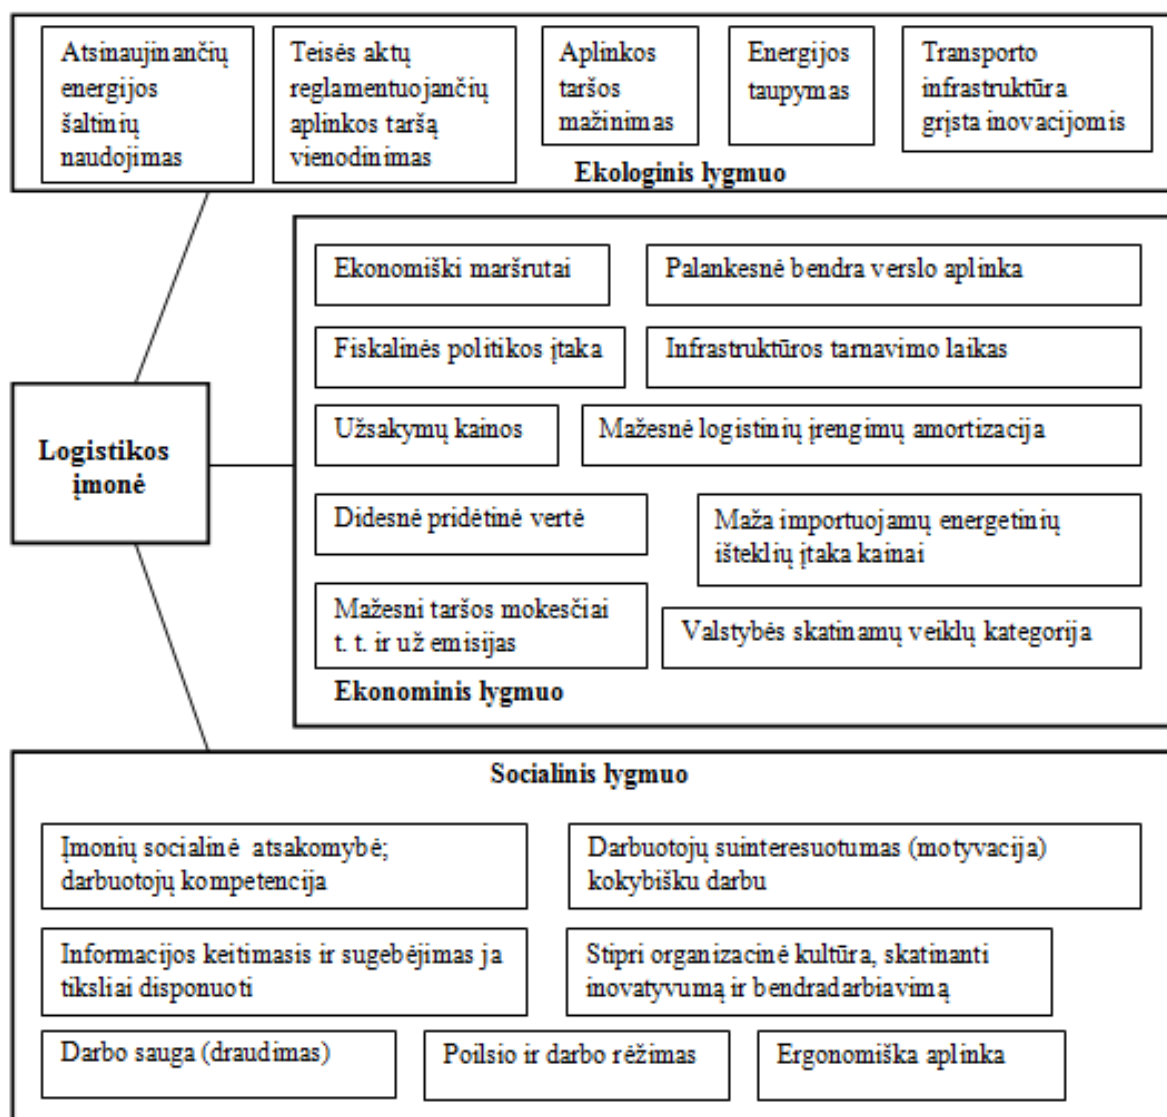 Atsinaujinančių
energijos
šaltinių
naudojimas
Teisės aktų
reglamentuojančių
aplinkos taršą
vienodinimas
Aplinkos
taršos
mažinimas
Energijos
taupymas
Transporto
infrastruktūra
grįsta inovacijomis
Ekologinis lygmuo
Logistikos
įmonė
Ekonomiški maršrutai
Palankesnė bendra verslo aplinka
Fiskalinės politikos įtaka
Infrastruktūros tarnavimo laikas
Užsakymų kainos
Mažesnė logistinių įrengimų amortizacija
Didesnė pridėtinė vertė
Maža importuojamų energetinių
išteklių įtaka kainai
Mažesni taršos mokesčiai
t. t. ir už emisijas
Valstybės skatinamų veiklų kategorija
Ekonominis lygmuo
Socialinis lygmuo
Įmonių socialinė atsakomybė;
darbuotojų kompetencija
Darbuotojų suinteresuotumas (motyvacija)
kokybišku darbu
Informacijos keitimasis ir sugebėjimas ja
tiksliai disponuoti
Stipri organizacinė kultūra, skatinanti
inovatyvumą ir bendradarbiavimą
Darbo sauga (draudimas)
Poilsio ir darbo rėžimas
Ergonomiška aplinka